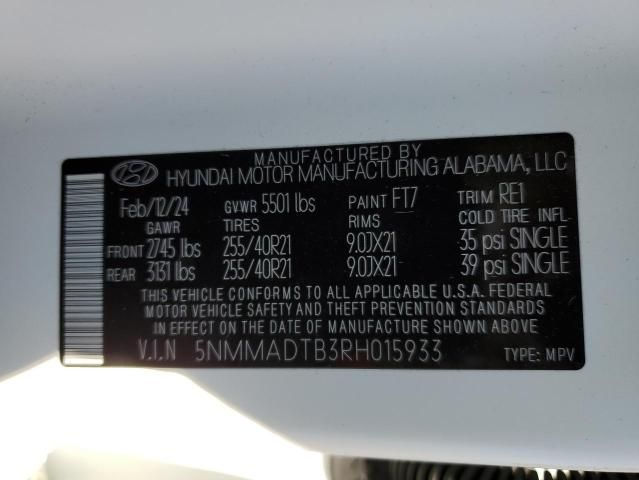 MANUFACTURED BY
HYUNDAI MOTOR MANUFACTURING ALABAMA, LLC
Feb/12/24 GVWR 5501 lbs PAINT FT7 TRIM RE1
GAWR TIRES RIMS COLD TIRE INFL.
FRONT 2745 lbs 255/40R21 9.0JX21 35 psi SINGLE
REAR 3131 lbs 255/40R21 9.0JX21 39 psi SINGLE
THIS VEHICLE CONFORMS TO ALL APPLICABLE U.S.A. FEDERAL
MOTOR VEHICLE SAFETY AND THEFT PREVENTION
STANDARDS IN EFFECT ON THE DATE OF MANUFACTURE SHOWN ABOVE.
V.I.N 5NMMADTB3RH015933 TYPE: MPV